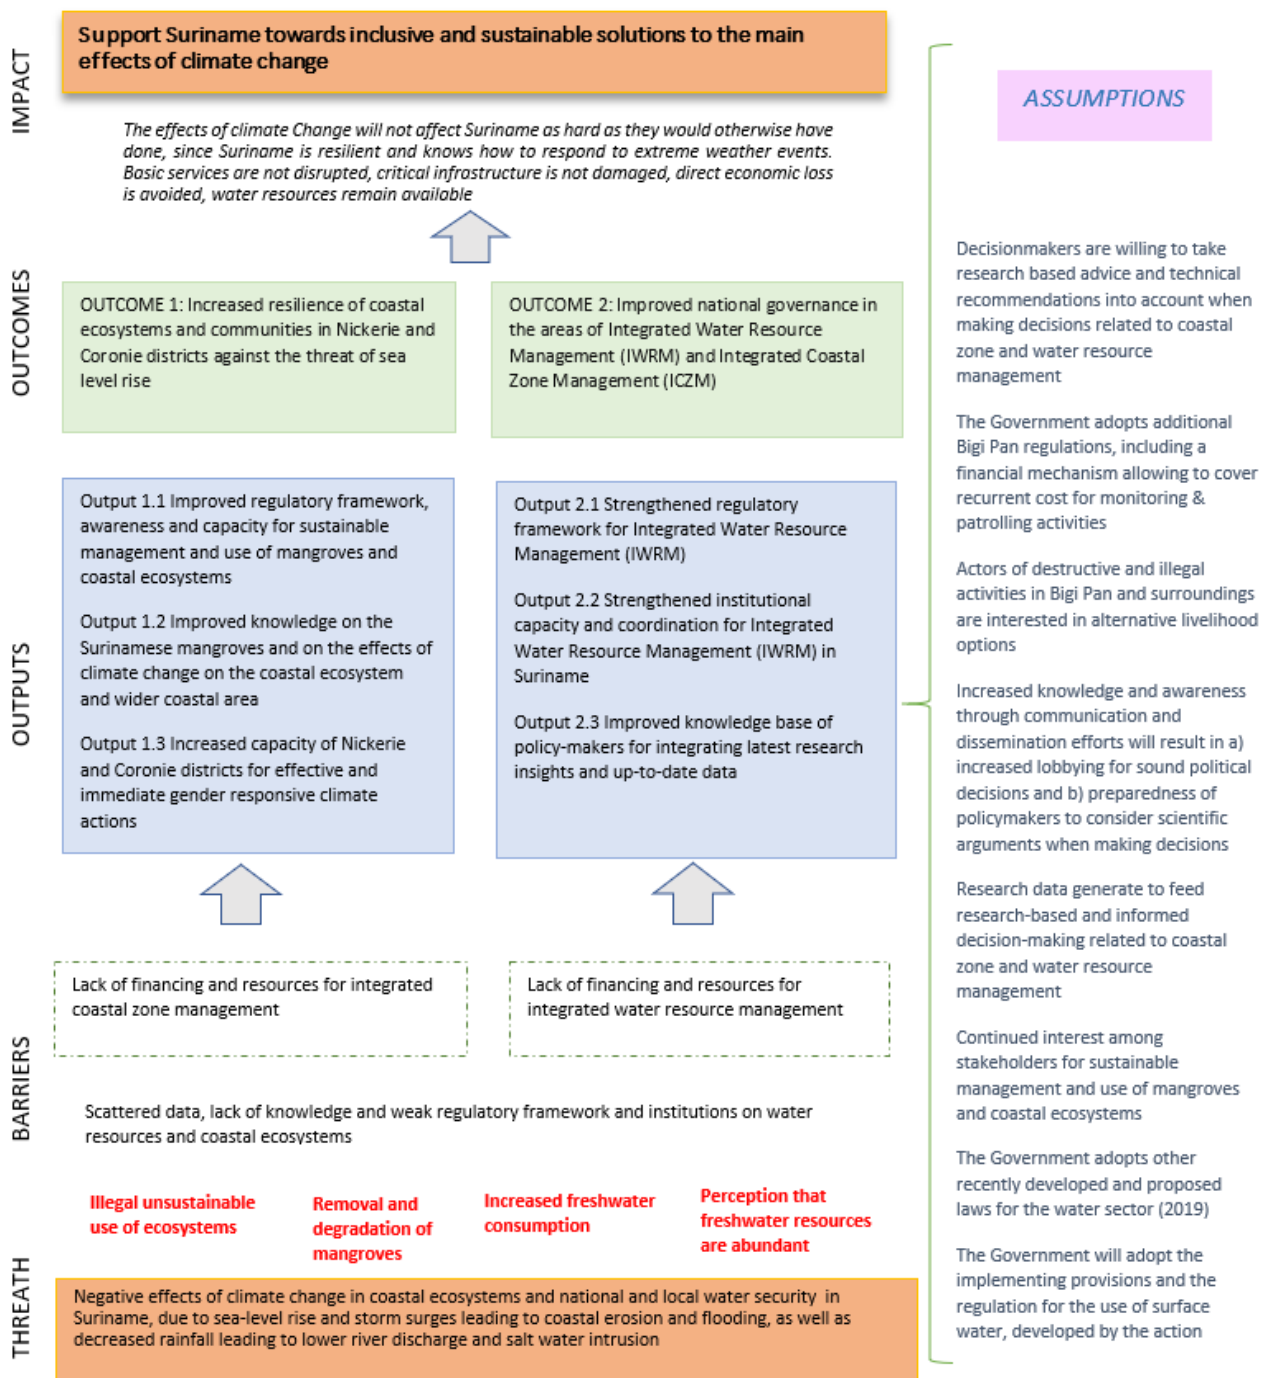 IMPACT
Support Suriname towards inclusive and sustainable solutions to the main
effects of climate change
The effects of climate Change will not affect Suriname as hard as they would otherwise have
done, since Suriname is resilient and knows how to respond to extreme weather events.
Basic services are not disrupted, critical infrastructure is not damaged, direct economic loss
is avoided, water resources remain available
OUTCOMES
OUTCOME 1: Increased resilience of coastal
ecosystems and communities in Nickerie and
Coronie districts against the threat of sea
level rise
OUTCOME 2: Improved national governance in
the areas of Integrated Water Resource
Management (IWRM) and Integrated Coastal
Zone Management (ICZM)
OUTPUTS
Output 1.1 Improved regulatory framework,
awareness and capacity for sustainable
management and use of mangroves and
coastal ecosystems
Output 1.2 Improved knowledge on the
Surinamese mangroves and on the effects of
climate change on the coastal ecosystem
and wider coastal area
Output 1.3 Increased capacity of Nickerie
and Coronie districts for effective and
immediate gender responsive climate
actions
Output 2.1 Strengthened regulatory
framework for Integrated Water Resource
Management (IWRM)
Output 2.2 Strengthened institutional
capacity and coordination for Integrated
Water Resource Management (IWRM) in
Suriname
Output 2.3 Improved knowledge base of
policy-makers for integrating latest research
insights and up-to-date data
BARRIERS
Lack of financing and resources for integrated
coastal zone management
Lack of financing and resources for
integrated water resource management
Scattered data, lack of knowledge and weak regulatory framework and institutions on water
resources and coastal ecosystems
THREATH
Illegal unsustainable
use of ecosystems
Removal and
degradation of
mangroves
Increased freshwater
consumption
Perception that
freshwater resources
are abundant
Negative effects of climate change in coastal ecosystems and national and local water security in
Suriname, due to sea-level rise and storm surges leading to coastal erosion and flooding, as well as
decreased rainfall leading to lower river discharge and salt water intrusion
ASSUMPTIONS
Decisionmakers are willing to take
research based advice and technical
recommendations into account when
making decisions related to coastal
zone and water resource
management
The Government adopts additional
Bigi Pan regulations, including a
financial mechanism allowing to cover
recurrent cost for monitoring &
patrolling activities
Actors of destructive and illegal
activities in Bigi Pan and surroundings
are interested in alternative livelihood
options
Increased knowledge and awareness
through communication and
dissemination efforts will result in a)
increased lobbying for sound political
decisions and b) preparedness of
policymakers to consider scientific
arguments when making decisions
Research data generate to feed
research-based and informed
decision-making related to coastal
zone and water resource
management
Continued interest among
stakeholders for sustainable
management and use of mangroves
and coastal ecosystems
The Government adopts other
recently developed and proposed
laws for the water sector (2019)
The Government will adopt the
implementing provisions and the
regulation for the use of surface
water, developed by the action